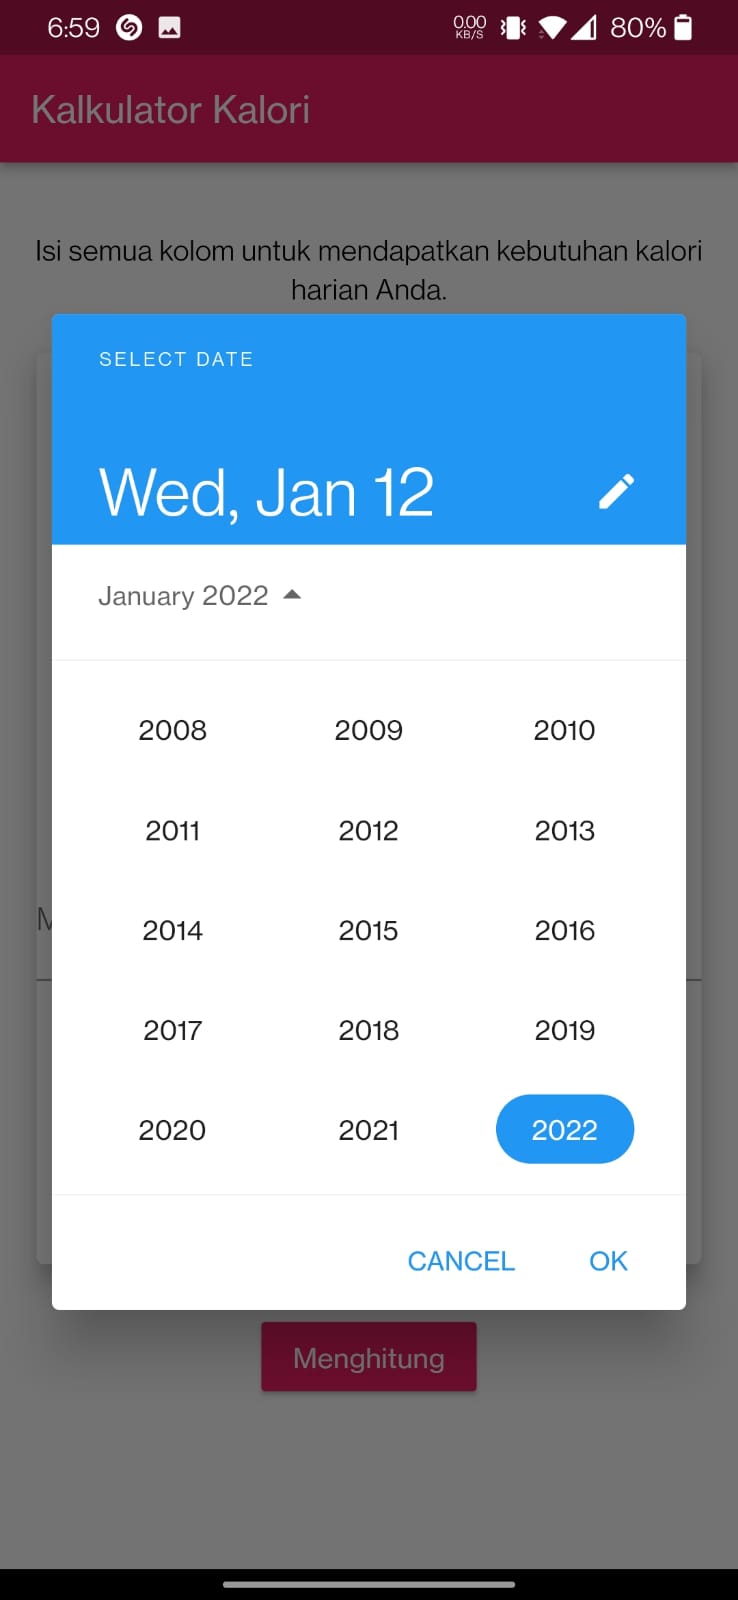 6:59 0.00 KB/S 80%
Kalkulator Kalori
Isi semua kolom untuk mendapatkan kebutuhan kalori
harian Anda.
SELECT DATE
Wed, Jan 12
January 2022
2008 2009 2010
2011 2012 2013
M
2014 2015 2016
2017 2018 2019
2020 2021 2022
CANCEL OK
Menghitung